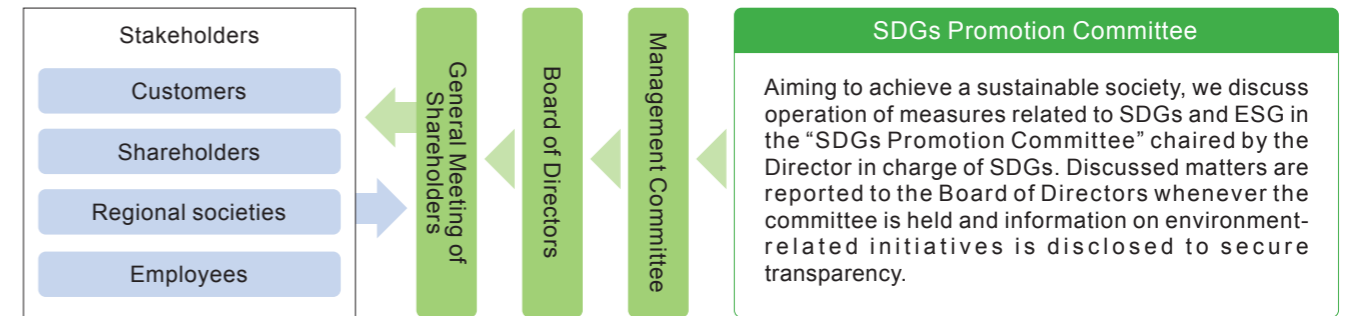 Stakeholders
Customers
Shareholders
Regional societies
Employees
General Meeting of
Shareholders
Board of Directors
Management Committee
SDGs Promotion Committee
Aiming to achieve a sustainable society, we discuss
operation of measures related to SDGs and ESG in
the “SDGs Promotion Committee” chaired by the
Director in charge of SDGs. Discussed matters are
reported to the Board of Directors whenever the
committee is held and information on environment-
related initiatives is disclosed to secure
transparency.